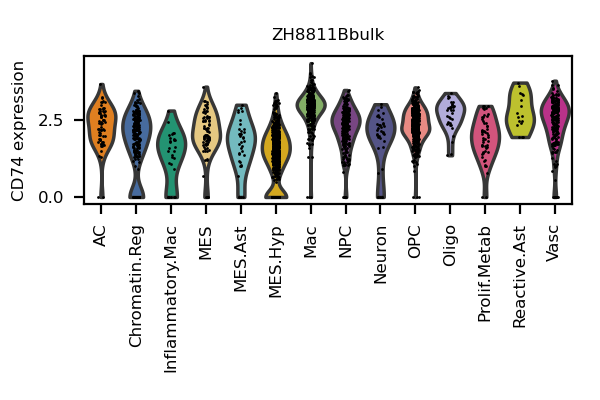 ZH8811Bbulk
CD74 expression
2.5
0.0
AC
Chromatin.Reg
Inflammatory.Mac
MES
MES.Ast
MES.Hyp
Mac
NPC
Neuron
OPC
Oligo
Prolif.Metab
Reactive.Ast
Vasc